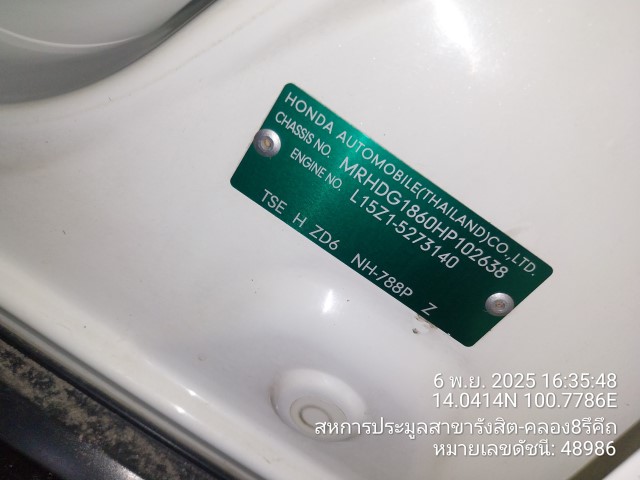 HONDA AUTOMOBILE(THAILAND)CO.,LTD.
CHASSIS NO. MRHDG1860HP102638
ENGINE NO. L15Z1-5273140
TSE H ZD6 NH-788P Z
6 พ.ย. 2025 16:35:48
14.0414N 100.7786E
สหการประมูลสาขารังสิต-คลอง8รีคีถ
หมายเลขดัชนี: 48986